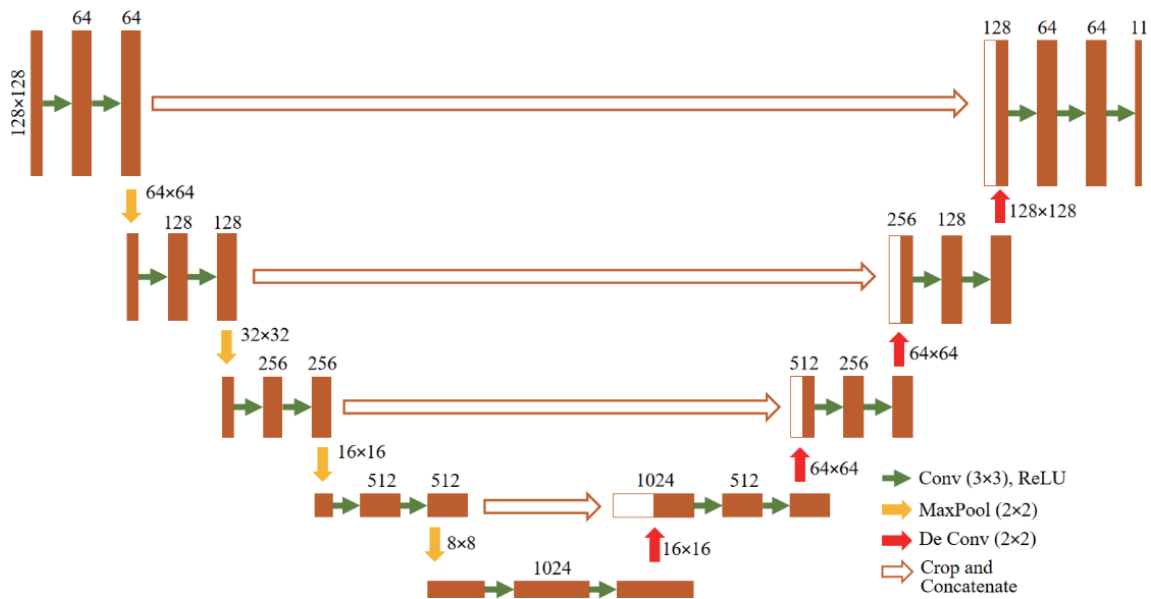 64 64
128 64 64 11
128×128
64×64
128×128
128 128
256 128
32×32
64×64
256 256
512 256
16×16
64×64
512 512
1024 512
8×8
16×16
1024
Conv (3×3), ReLU
MaxPool (2×2)
De Conv (2×2)
Crop and
Concatenate